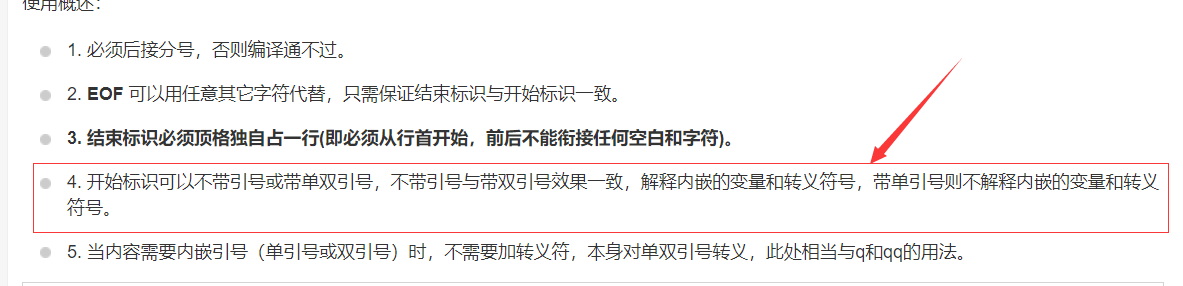 使用概述：
1. 必须后接分号，否则编译通不过。
2. EOF 可以用任意其它字符代替，只需保证结束标识与开始标识一致。
3. 结束标识必须顶格独自占一行(即必须从行首开始，前后不能衔接任何空白和字符)。
4. 开始标识可以不带引号或带单双引号，不带引号与带双引号效果一致，解释内嵌的变量和转义符号，带单引号则不解释内嵌的变量和转义
符号。
5. 当内容需要内嵌引号（单引号或双引号）时，不需要加转义符，本身对单双引号转义，此处相当与q和qq的用法。